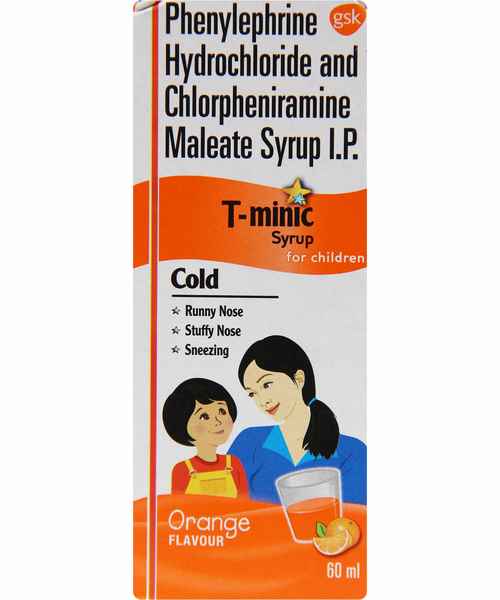 gsk
Phenylephrine
Hydrochloride and
Chlorpheniramine
Maleate Syrup I.P.
T-minic
Syrup
for children
Cold
Runny Nose
Stuffy Nose
Sneezing
Orange
FLAVOUR
60 ml